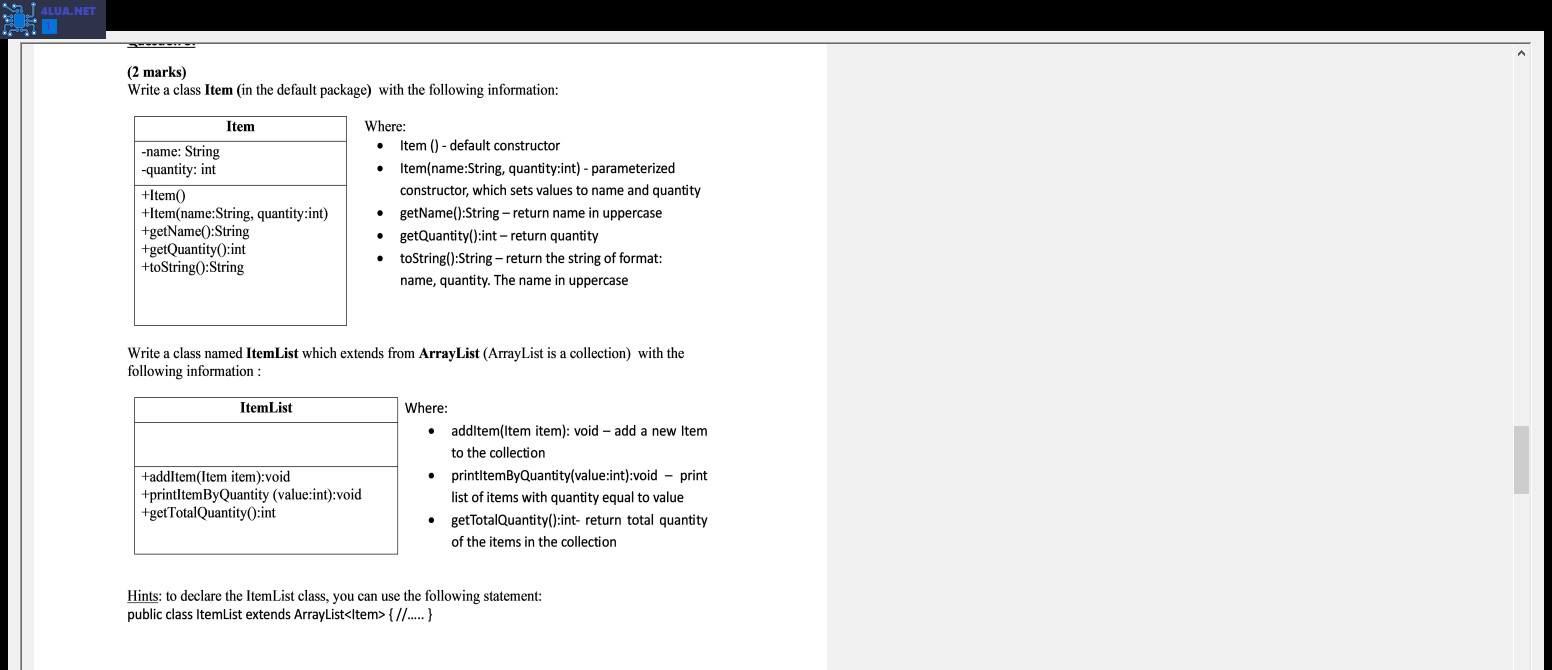 4LUA.NET
(2 marks)
Write a class Item (in the default package)  with the following information:
Item
-name: String
-quantity: int
+Item()
+Item(name:String, quantity:int)
+getName():String
+getQuantity():int
+toString():String
Where:
• Item () - default constructor
• Item(name:String, quantity:int) - parameterized
constructor, which sets values to name and quantity
• getName():String – return name in uppercase
• getQuantity():int – return quantity
• toString():String – return the string of format:
name, quantity. The name in uppercase
Write a class named ItemList which extends from ArrayList (ArrayList is a collection)  with the
following information :
ItemList
+addItem(Item item):void
+printItemByQuantity (value:int):void
+getTotalQuantity():int
Where:
• addItem(Item item): void – add a new Item
to the collection
• printItemByQuantity(value:int):void – print
list of items with quantity equal to value
• getTotalQuantity():int- return total quantity
of the items in the collection
Hints: to declare the ItemList class, you can use the following statement:
public class ItemList extends ArrayList<Item> { //..... }